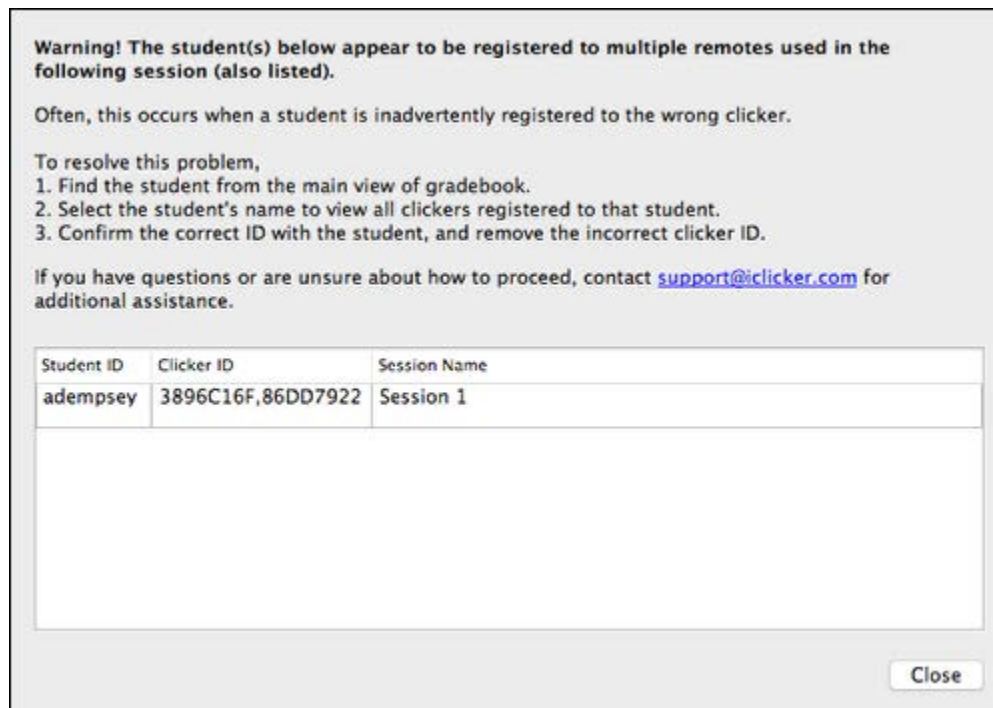 Warning! The student(s) below appear to be registered to multiple remotes used in the
following session (also listed).
Often, this occurs when a student is inadvertently registered to the wrong clicker.
To resolve this problem,
1. Find the student from the main view of gradebook.
2. Select the student's name to view all clickers registered to that student.
3. Confirm the correct ID with the student, and remove the incorrect clicker ID.
If you have questions or are unsure about how to proceed, contact support@iclicker.com for
additional assistance.
Student ID Clicker ID Session Name
adempsey 3896C16F,86DD7922 Session 1
Close